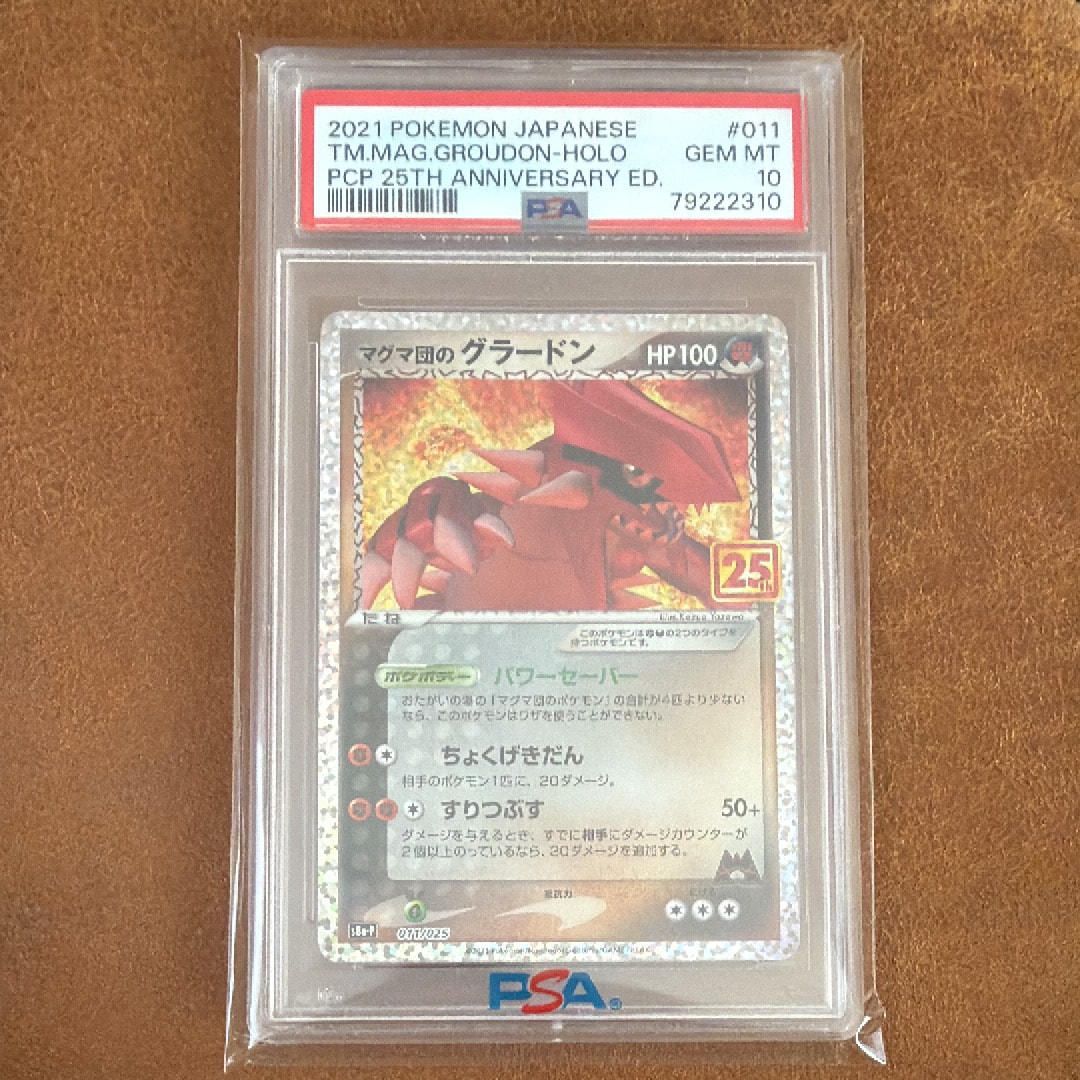 2021 POKEMON JAPANESE #011
TM.MAG.GROUDON-HOLO GEM MT
PCP 25TH ANNIVERSARY ED. 10
PSA 79222310
マグマ団の グラードン HP100
25th
たね
このポケモンは の2つのタイプを
持つポケモンです。
ポケボディー パワーセーバー
おたがいの場の「マグマ団のポケモン」の合計が4匹より少ない
なら、このポケモンはワザを使うことができない。
ちょくげきだん
相手のポケモン1匹に、20ダメージ。
すりつぶす 50+
ダメージを与えるとき、すでに相手にダメージカウンターが
2個以上のっているなら、20ダメージを追加する。
抵抗力 にげる
s8a-P 011/025
PSA®